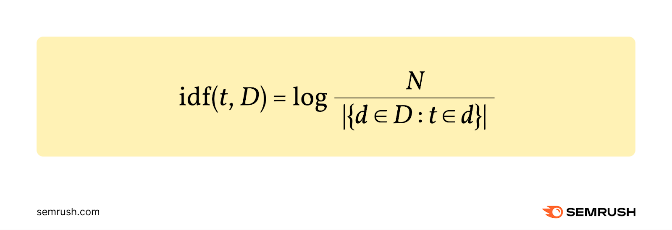 idf(t, D) = log N / |{d ∈ D : t ∈ d}|
semrush.com
SEMRUSH